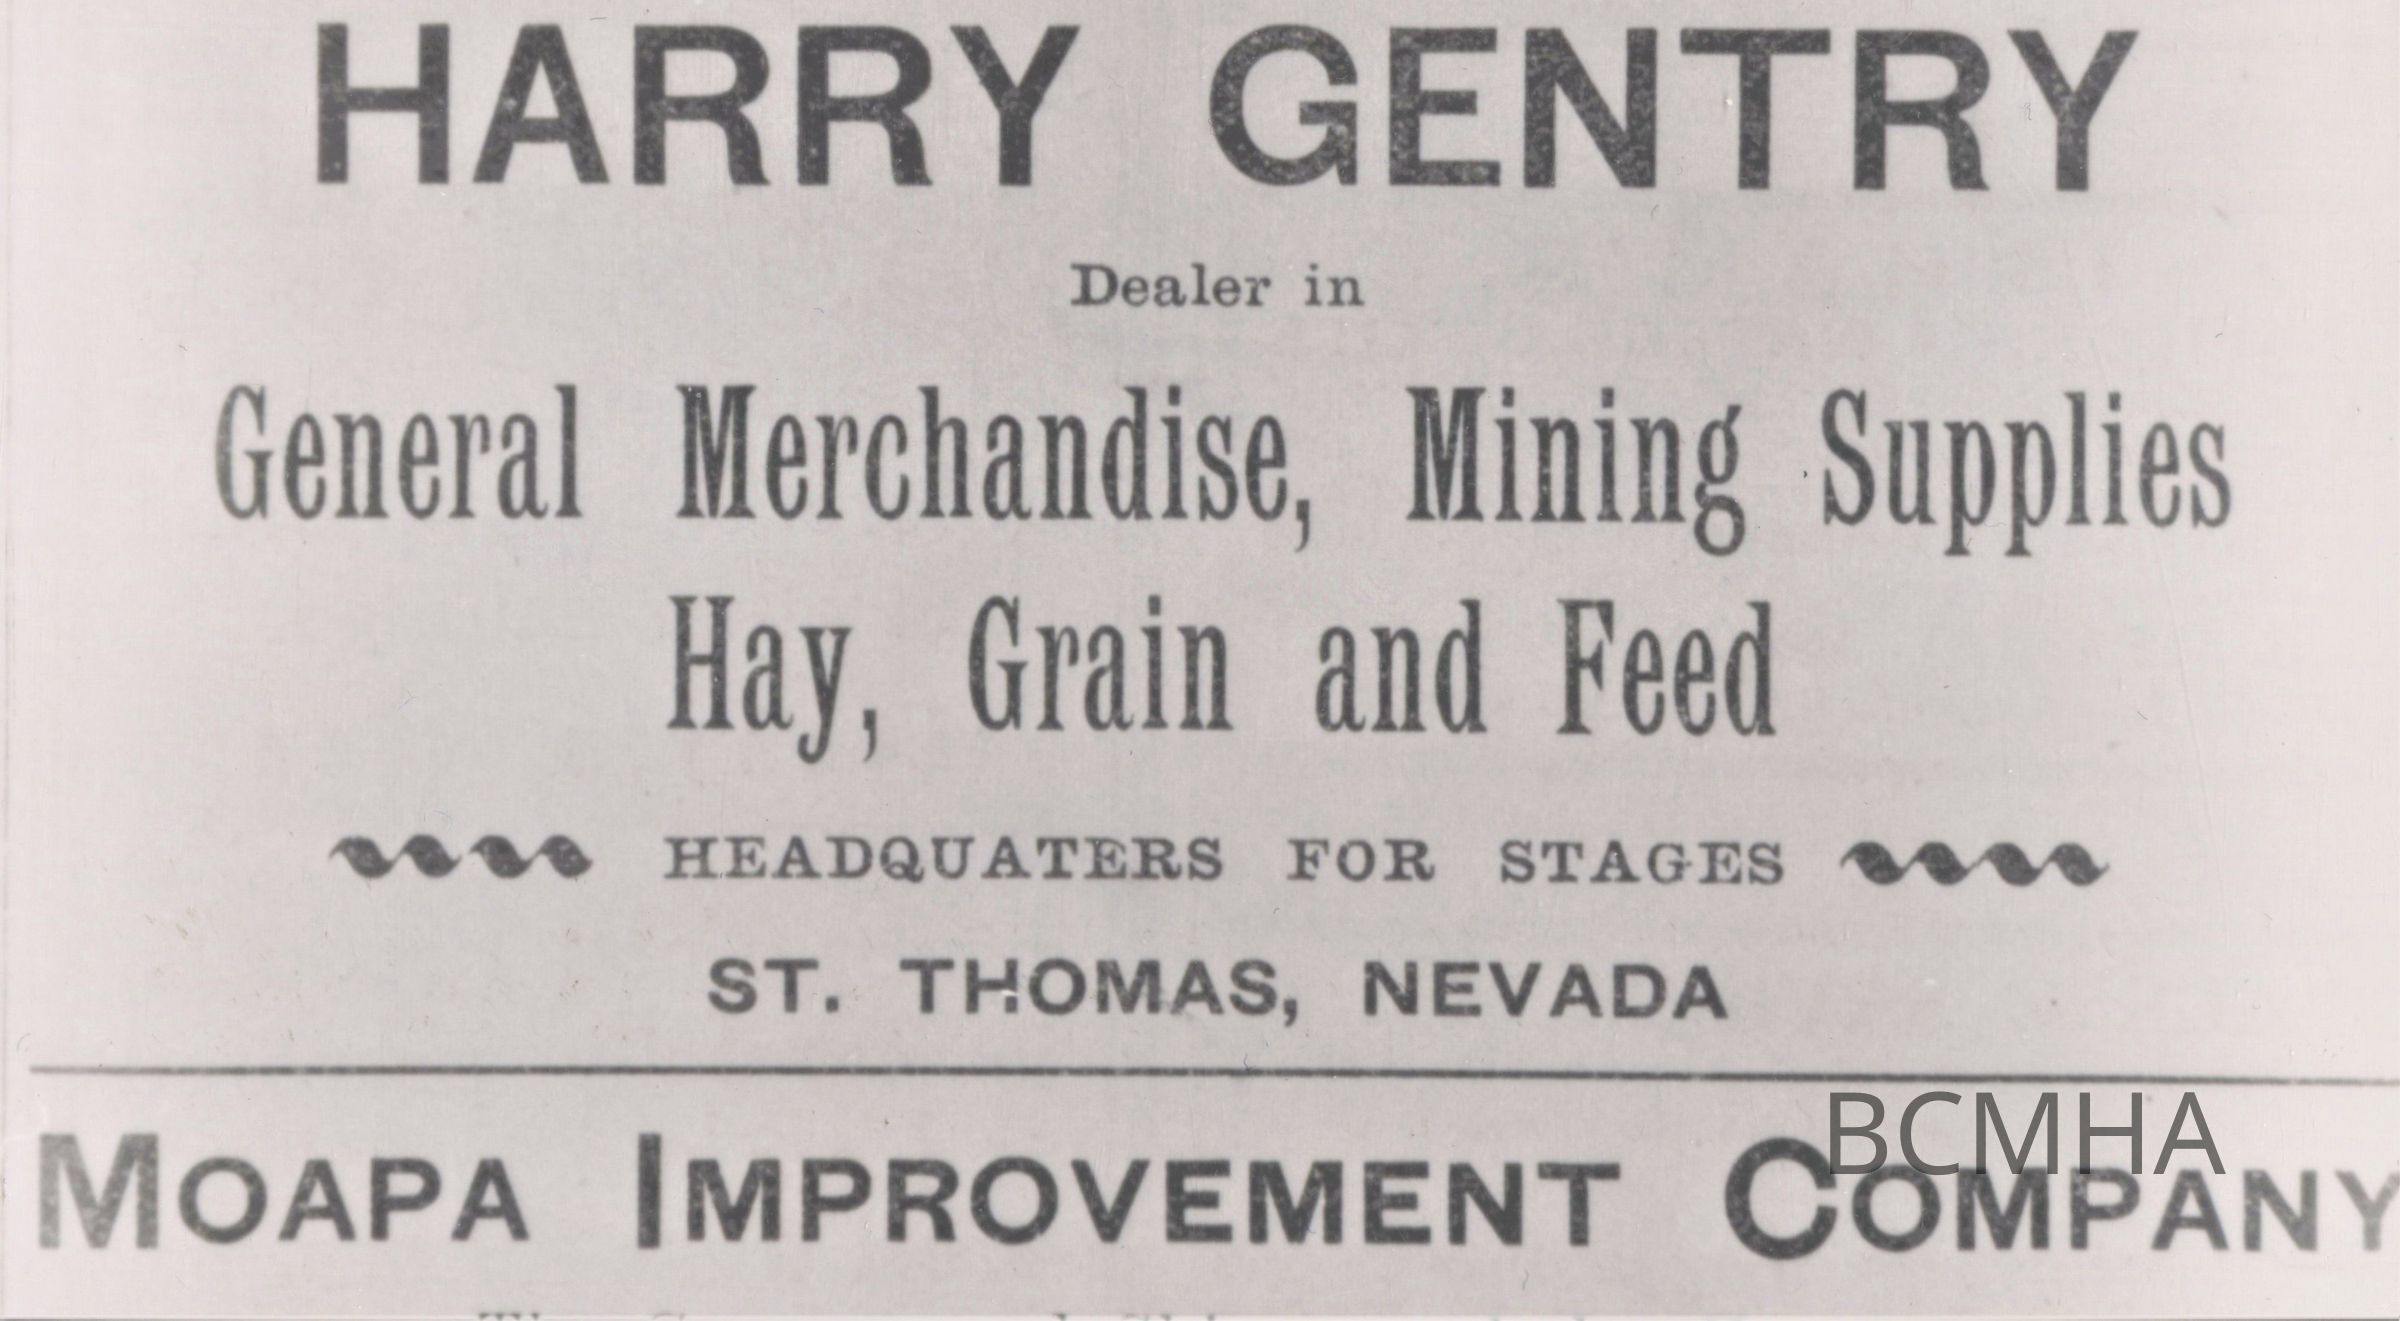 HARRY GENTRY
Dealer in
General Merchandise, Mining Supplies
Hay, Grain and Feed
HEADQUATERS FOR STAGES
ST. THOMAS, NEVADA
BCMHA
MOAPA IMPROVEMENT COMPANY